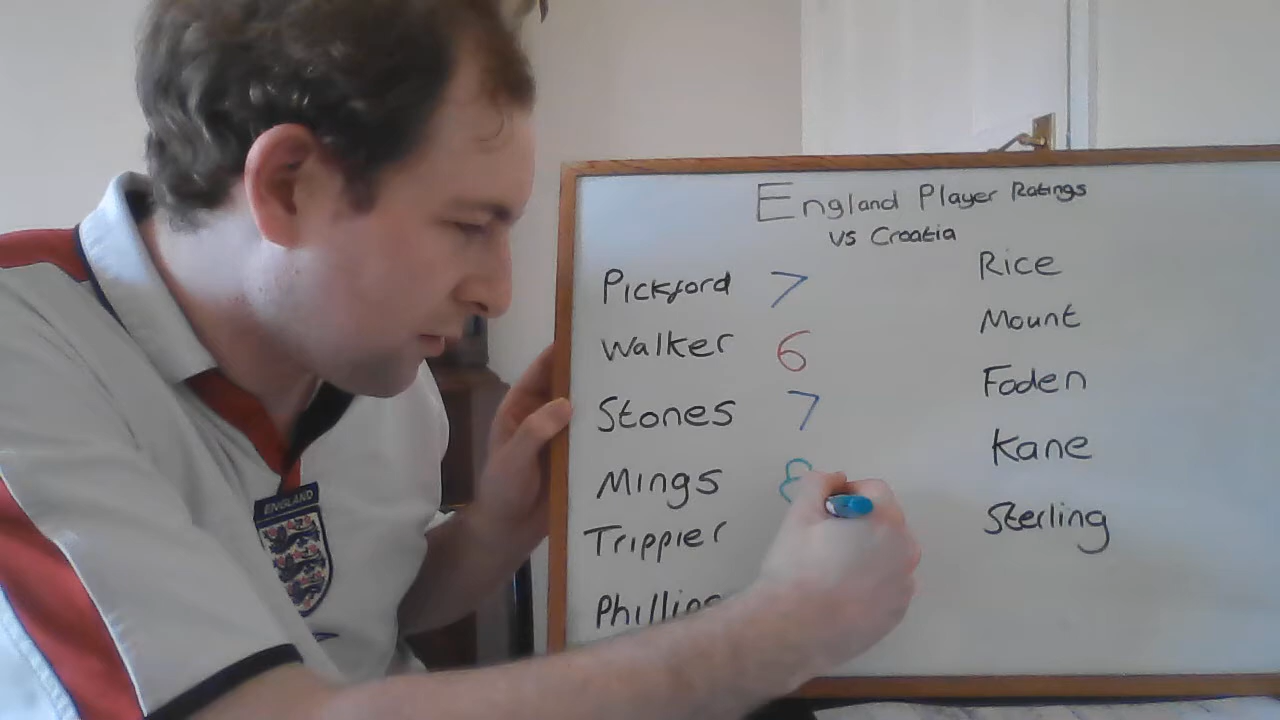 England Player Ratings
vs Croatia
Pickford 7
Walker 6
Stones 7
Mings 8
Trippier
Phillips
Rice
Mount
Foden
Kane
Sterling
ENGLAND